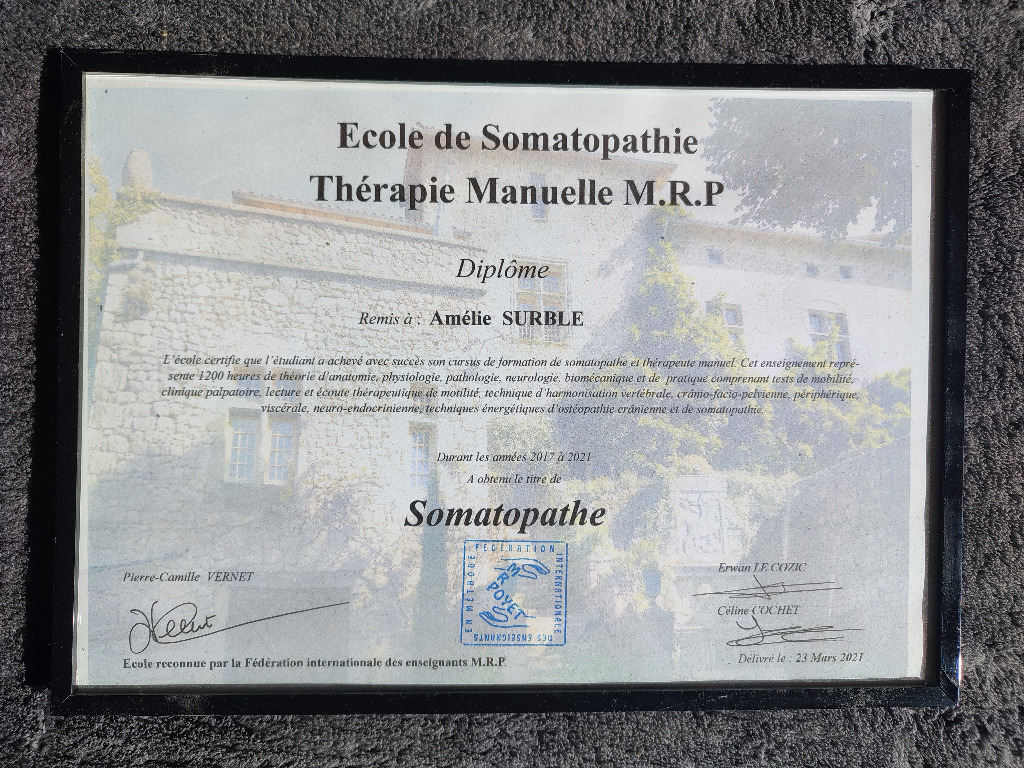 Ecole de Somatopathie
Thérapie Manuelle M.R.P
Diplôme
Remis à : Amélie SURBLE
L'école certifie que l'étudiant a achevé avec succès son cursus de formation de somatopathe et thérapeute manuel. Cet enseignement repré-
sente 1200 heures de théorie d'anatomie, physiologie, pathologie, neurologie, biomécanique et de pratique comprenant tests de mobilité,
clinique palpatoire, lecture et écoute thérapeutique de motilité, technique d'harmonisation vertébrale, crânio-facio-pelvienne, périphérique,
viscérale, neuro-endocrinienne, techniques énergétiques d'ostéopathie crânienne et de somatopathie.
Durant les années 2017 à 2021
A obtenu le titre de
Somatopathe
FEDERATION
INTERNATIONALE
DES ENSEIGNANTS
EN METHODE
MRP
POYET
Pierre-Camille VERNET
Erwan LE COZIC
Céline COCHET
Ecole reconnue par la Fédération internationale des enseignants M.R.P.
Délivré le : 23 Mars 2021